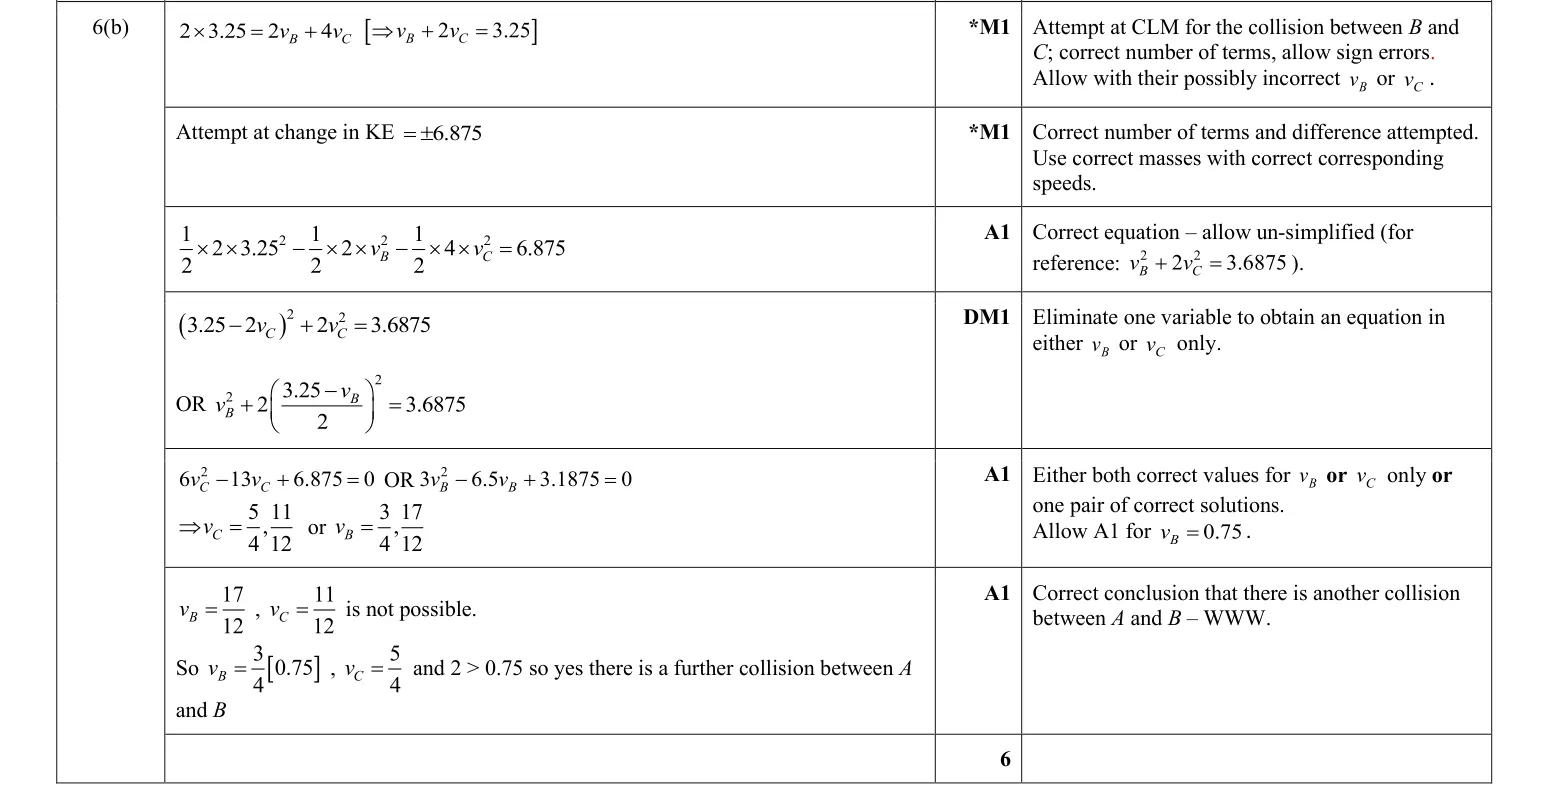 6(b)
2 × 3.25 = 2v_B + 4v_C [⇒ v_B + 2v_C = 3.25]
*M1
Attempt at CLM for the collision between B and
C; correct number of terms, allow sign errors.
Allow with their possibly incorrect v_B or v_C .
Attempt at change in KE = ±6.875
*M1
Correct number of terms and difference attempted.
Use correct masses with correct corresponding
speeds.
1/2 × 2 × 3.25² − 1/2 × 2 × v_B² − 1/2 × 4 × v_C² = 6.875
A1
Correct equation – allow un-simplified (for
reference: v_B² + 2v_C² = 3.6875 ).
(3.25 − 2v_C)² + 2v_C² = 3.6875
OR v_B² + 2((3.25 − v_B)/2)² = 3.6875
DM1
Eliminate one variable to obtain an equation in
either v_B or v_C only.
6v_C² − 13v_C + 6.875 = 0 OR 3v_B² − 6.5v_B + 3.1875 = 0
⇒ v_C = 5/4, 11/12 or v_B = 3/4, 17/12
A1
Either both correct values for v_B or v_C only or
one pair of correct solutions.
Allow A1 for v_B = 0.75 .
v_B = 17/12 , v_C = 11/12 is not possible.
So v_B = 3/4 [0.75] , v_C = 5/4 and 2 > 0.75 so yes there is a further collision between A
and B
A1
Correct conclusion that there is another collision
between A and B – WWW.
6